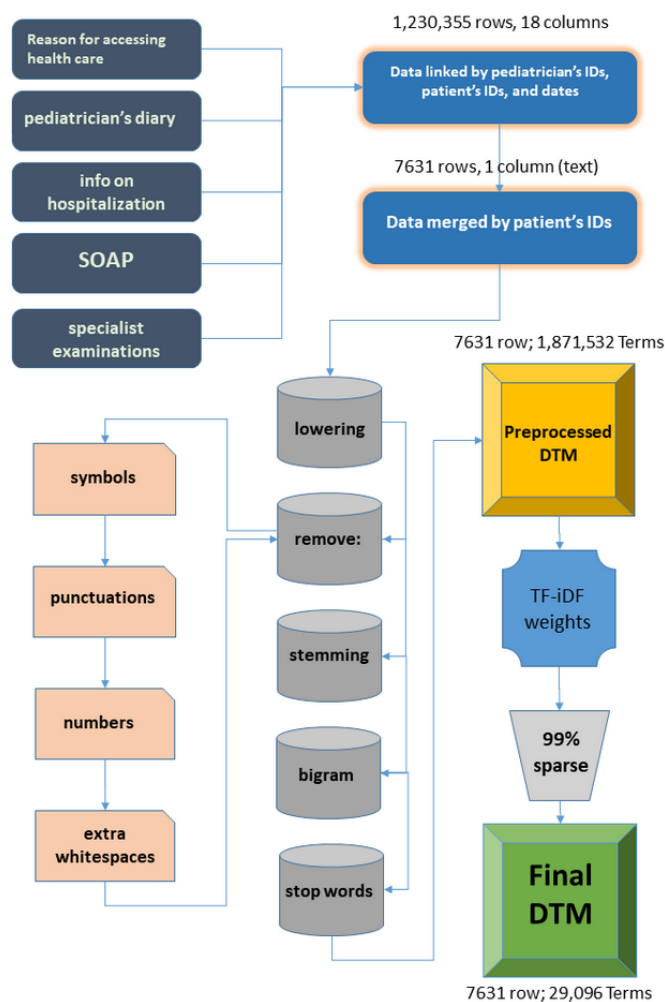 1,230,355 rows, 18 columns
Reason for accessing
health care
pediatrician's diary
info on
hospitalization
SOAP
specialist
examinations
Data linked by pediatrician's IDs,
patient's IDs, and dates
7631 rows, 1 column (text)
Data merged by patient's IDs
lowering
remove:
stemming
bigram
stop words
symbols
punctuations
numbers
extra
whitespaces
7631 row; 1,871,532 Terms
Preprocessed
DTM
TF-iDF
weights
99%
sparse
Final
DTM
7631 row; 29,096 Terms